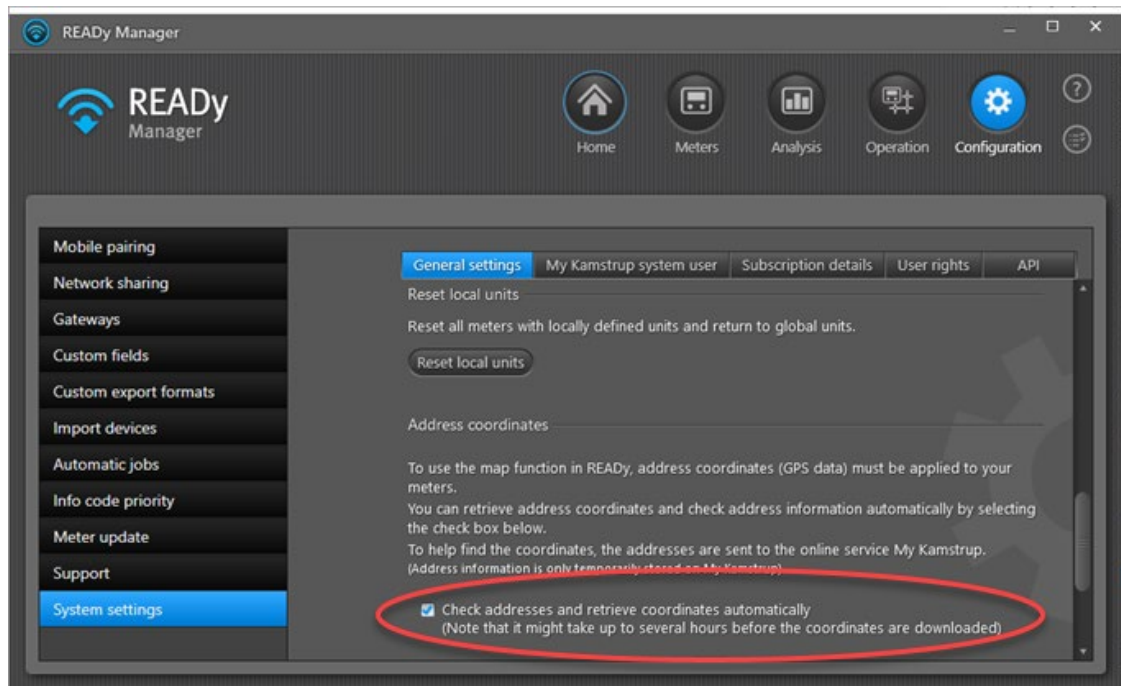 READy Manager
READy
Manager
Home
Meters
Analysis
Operation
Configuration
?
Mobile pairing
Network sharing
Gateways
Custom fields
Custom export formats
Import devices
Automatic jobs
Info code priority
Meter update
Support
System settings
General settings
My Kamstrup system user
Subscription details
User rights
API
Reset local units
Reset all meters with locally defined units and return to global units.
Reset local units
Address coordinates
To use the map function in READy, address coordinates (GPS data) must be applied to your
meters.
You can retrieve address coordinates and check address information automatically by selecting
the check box below.
To help find the coordinates, the addresses are sent to the online service My Kamstrup.
(Address information is only temporarily stored on My Kamstrup)
Check addresses and retrieve coordinates automatically
(Note that it might take up to several hours before the coordinates are downloaded)